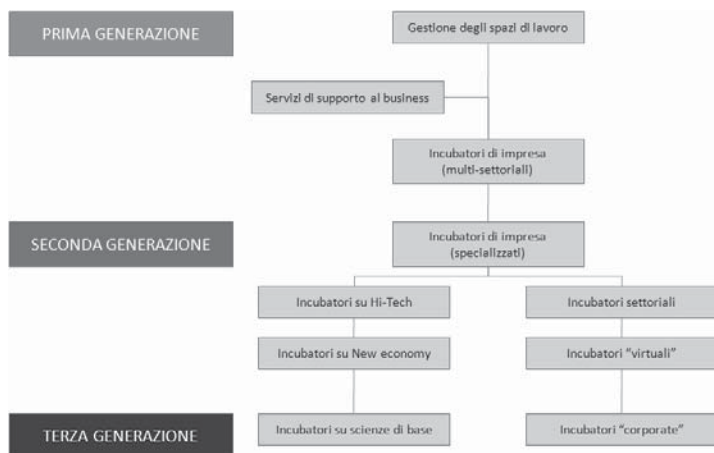 PRIMA GENERAZIONE
Gestione degli spazi di lavoro
Servizi di supporto al business
Incubatori di impresa
(multi-settoriali)
SECONDA GENERAZIONE
Incubatori di impresa
(specializzati)
Incubatori su Hi-Tech
Incubatori settoriali
Incubatori su New economy
Incubatori “virtuali”
TERZA GENERAZIONE
Incubatori su scienze di base
Incubatori “corporate”